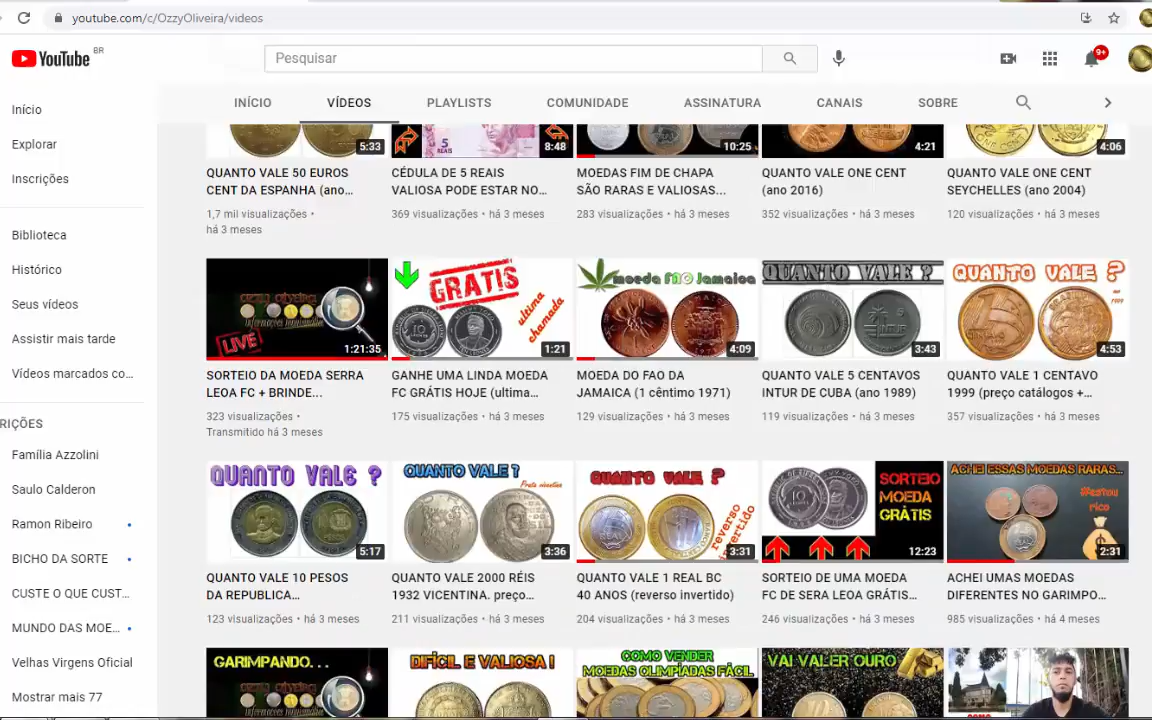 youtube.com/c/OzzyOliveira/videos
YouTube BR
Pesquisar
9+
INÍCIO VÍDEOS PLAYLISTS COMUNIDADE ASSINATURA CANAIS SOBRE
Início
Explorar
Inscrições
Biblioteca
Histórico
Seus vídeos
Assistir mais tarde
Vídeos marcados co...
RIÇÕES
Família Azzolini
Saulo Calderon
Ramon Ribeiro
BICHO DA SORTE
CUSTE O QUE CUST...
MUNDO DAS MOE...
Velhas Virgens Oficial
Mostrar mais 77
5:33
QUANTO VALE 50 EUROS
CENT DA ESPANHA (ano...
1,7 mil visualizações •
há 3 meses
5
REAIS
8:48
CÉDULA DE 5 REAIS
VALIOSA PODE ESTAR NO...
369 visualizações • há 3 meses
10:25
MOEDAS FIM DE CHAPA
SÃO RARAS E VALIOSAS...
283 visualizações • há 3 meses
4:21
QUANTO VALE ONE CENT
(ano 2016)
352 visualizações • há 3 meses
4:06
QUANTO VALE ONE CENT
SEYCHELLES (ano 2004)
120 visualizações • há 3 meses
LIVE
1:21:35
SORTEIO DA MOEDA SERRA
LEOA FC + BRINDE...
323 visualizações •
Transmitido há 3 meses
GRATIS
ultima
chamada
10
1:21
GANHE UMA LINDA MOEDA
FC GRÁTIS HOJE (ultima...
175 visualizações • há 3 meses
moeda FAO Jamaica
4:09
MOEDA DO FAO DA
JAMAICA (1 cêntimo 1971)
129 visualizações • há 3 meses
QUANTO VALE ?
3:43
QUANTO VALE 5 CENTAVOS
INTUR DE CUBA (ano 1989)
119 visualizações • há 3 meses
QUANTO VALE ?
1999
4:53
QUANTO VALE 1 CENTAVO
1999 (preço catálogos +...
357 visualizações • há 3 meses
QUANTO VALE ?
5:17
QUANTO VALE 10 PESOS
DA REPUBLICA...
123 visualizações • há 3 meses
QUANTO VALE ?
Prata vicentina
3:36
QUANTO VALE 2000 RÉIS
1932 VICENTINA. preço...
211 visualizações • há 3 meses
QUANTO VALE ?
reverso
invertido
3:31
QUANTO VALE 1 REAL BC
40 ANOS (reverso invertido)
204 visualizações • há 3 meses
SORTEIO
MOEDA
GRÁTIS
10
12:23
SORTEIO DE UMA MOEDA
FC DE SERA LEOA GRÁTIS...
246 visualizações • há 3 meses
ACHEI ESSAS MOEDAS RARAS...
#estou
rico
2:31
ACHEI UMAS MOEDAS
DIFERENTES NO GARIMPO...
985 visualizações • há 4 meses
GARIMPANDO...
DIFÍCIL E VALIOSA !
COMO VENDER
MOEDAS OLIMPÍADAS FÁCIL
VAI VALER OURO